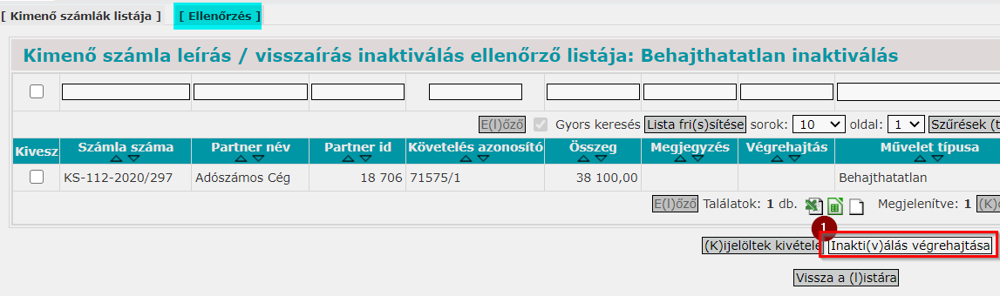 [ Kimenő számlák listája ] [ Ellenőrzés ]
Kimenő számla leírás / visszaírás inaktiválás ellenőrző listája: Behajthatatlan inaktiválás
E(l)őző Gyors keresés Lista fri(s)sítése sorok: 10 oldal: 1 Szűrések (t
Kivesz Számla száma Partner név Partner id Követelés azonosító Összeg Megjegyzés Végrehajtás Művelet típusa
KS-112-2020/297 Adószámos Cég 18 706 71575/1 38 100,00 Behajthatatlan
E(l)őző Találatok: 1 db. Megjelenítve: 1 (K)
1
(K)ijelöltek kivétele Inakti(v)álás végrehajtása
Vissza a (l)istára